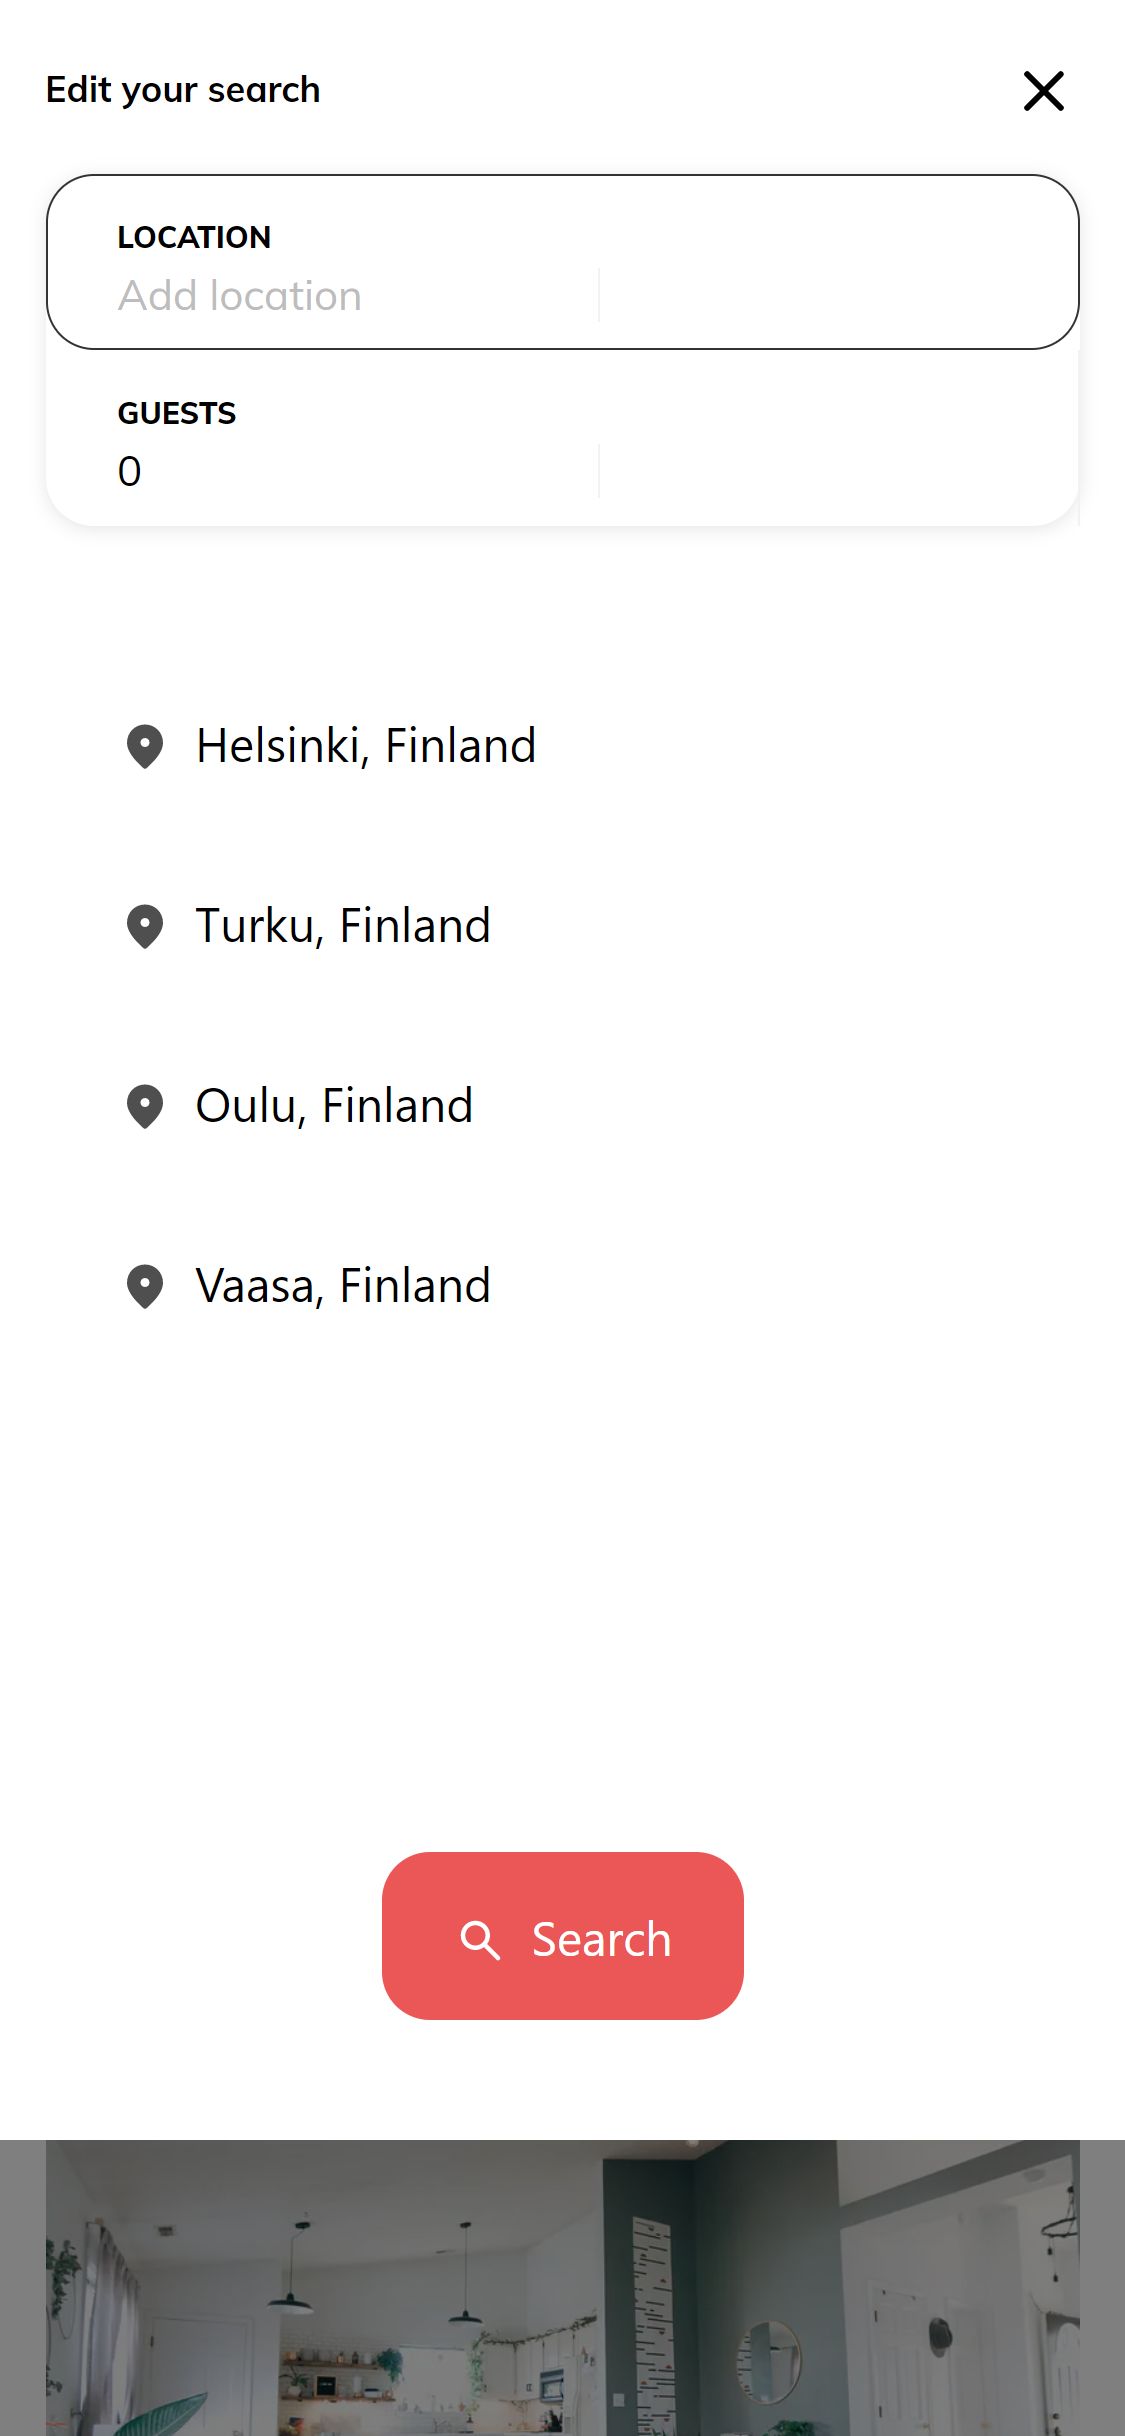 Edit your search
LOCATION
Add location
GUESTS
0
Helsinki, Finland
Turku, Finland
Oulu, Finland
Vaasa, Finland
Search